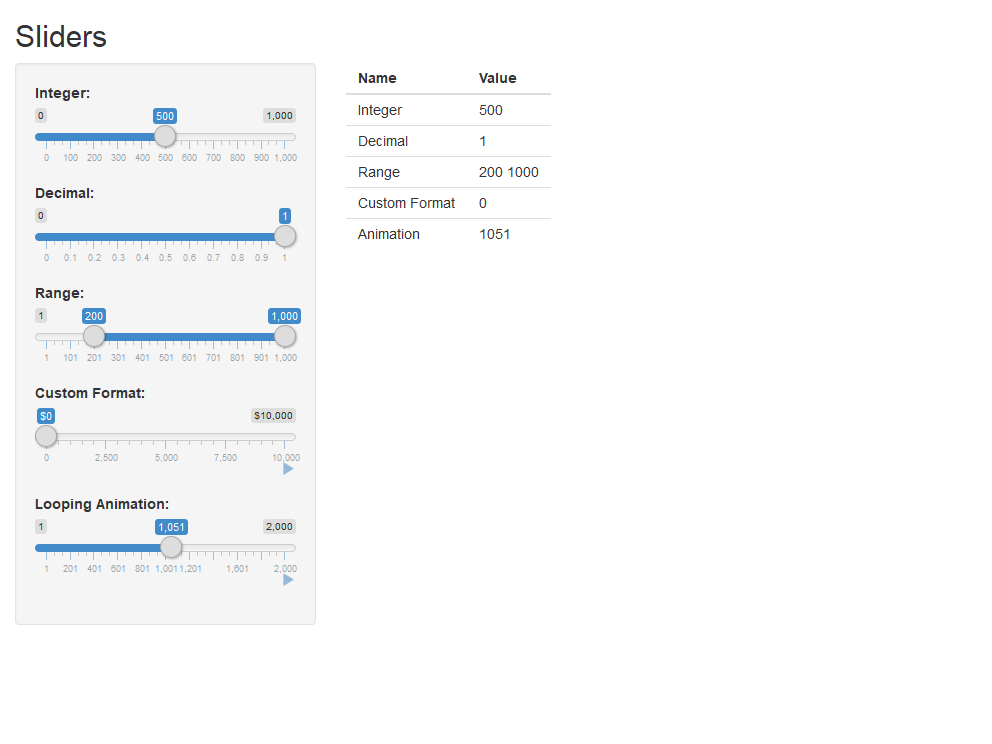 Sliders
Integer:
0 500 1,000
0 100 200 300 400 500 600 700 800 900 1,000
Decimal:
0 1
0 0.1 0.2 0.3 0.4 0.5 0.6 0.7 0.8 0.9 1
Range:
1 200 1,000
1 101 201 301 401 501 601 701 801 901 1,000
Custom Format:
$0 $10,000
0 2,500 5,000 7,500 10,000
Looping Animation:
1 1,051 2,000
1 201 401 601 801 1,001 1,201 1,601 2,000
Name Value
Integer 500
Decimal 1
Range 200 1000
Custom Format 0
Animation 1051